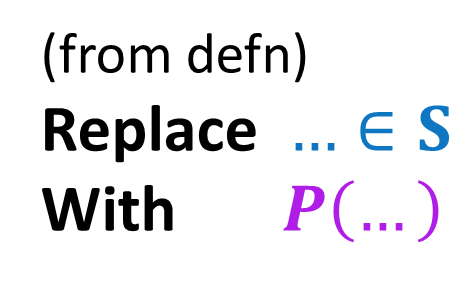 (from defn)
Replace ... ∈ S
With P(...)